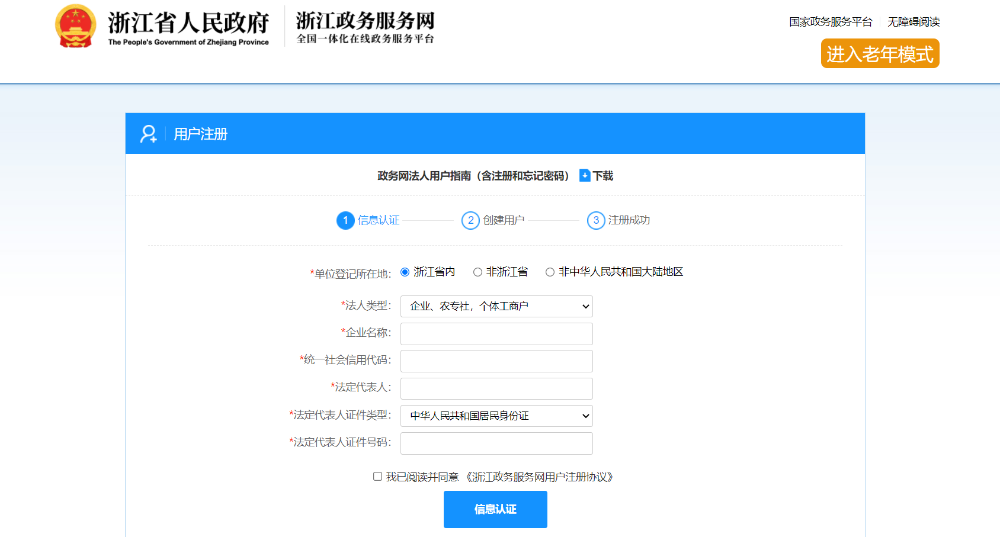 浙江省人民政府
The People's Government of Zhejiang Province
浙江政务服务网
全国一体化在线政务服务平台
国家政务服务平台 无障碍阅读
进入老年模式
用户注册
政务网法人用户指南（含注册和忘记密码） 下载
1 信息认证 2 创建用户 3 注册成功
*单位登记所在地： 浙江省内 非浙江省 非中华人民共和国大陆地区
*法人类型： 企业、农专社，个体工商户
*企业名称：
*统一社会信用代码：
*法定代表人：
*法定代表人证件类型： 中华人民共和国居民身份证
*法定代表人证件号码：
我已阅读并同意 《浙江政务服务网用户注册协议》
信息认证